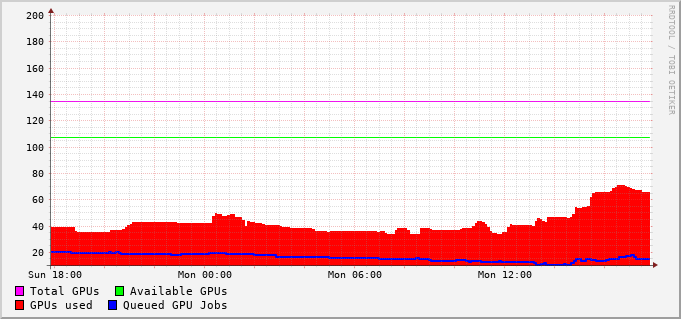 200
180
160
140
120
100
80
60
40
20
Sun 18:00 Mon 00:00 Mon 06:00 Mon 12:00
Total GPUs Available GPUs
GPUs used Queued GPU Jobs
RRDTOOL / TOBI OETIKER